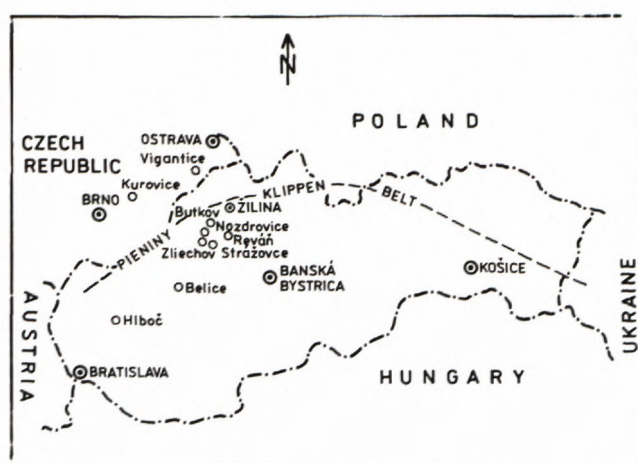 N
POLAND
CZECH
REPUBLIC
OSTRAVA
Vigantice
Kurovice
BRNO
PIENINY KLIPPEN BELT
Butkov
ŽILINA
Nozdrovice
Reváň
Zliechov Strážovce
BANSKÁ
BYSTRICA
KOŠICE
Belice
Hlboč
AUSTRIA
UKRAINE
BRATISLAVA
HUNGARY